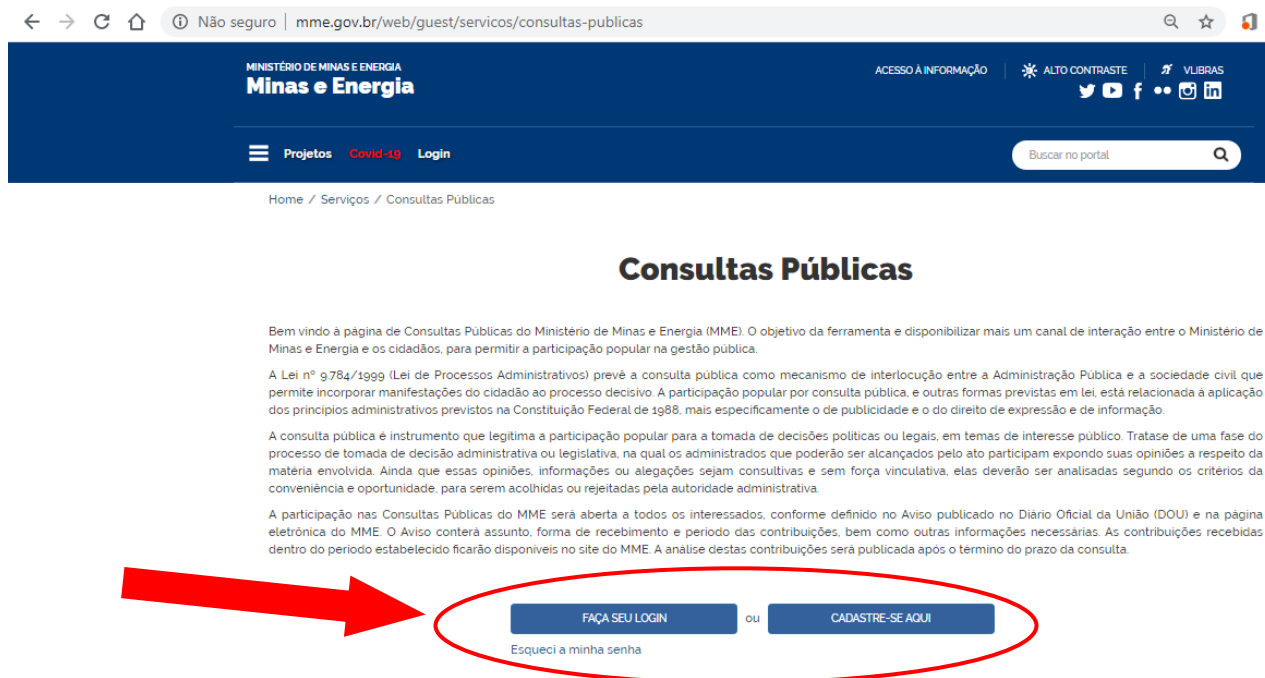 Não seguro | mme.gov.br/web/guest/servicos/consultas-publicas
MINISTÉRIO DE MINAS E ENERGIA
Minas e Energia
ACESSO À INFORMAÇÃO
ALTO CONTRASTE
VLIBRAS
Projetos Covid-19 Login
Buscar no portal
Home / Serviços / Consultas Públicas
Consultas Públicas
Bem vindo à página de Consultas Públicas do Ministério de Minas e Energia (MME). O objetivo da ferramenta e disponibilizar mais um canal de interação entre o Ministério de
Minas e Energia e os cidadãos, para permitir a participação popular na gestão pública.
A Lei nº 9.784/1999 (Lei de Processos Administrativos) prevê a consulta pública como mecanismo de interlocução entre a Administração Pública e a sociedade civil que
permite incorporar manifestações do cidadão ao processo decisivo. A participação popular por consulta pública, e outras formas previstas em lei, está relacionada à aplicação
dos princípios administrativos previstos na Constituição Federal de 1988, mais especificamente o de publicidade e o do direito de expressão e de informação.
A consulta pública é instrumento que legitima a participação popular para a tomada de decisões políticas ou legais, em temas de interesse público. Tratase de uma fase do
processo de tomada de decisão administrativa ou legislativa, na qual os administrados que poderão ser alcançados pelo ato participam expondo suas opiniões a respeito da
matéria envolvida. Ainda que essas opiniões, informações ou alegações sejam consultivas e sem força vinculativa, elas deverão ser analisadas segundo os critérios da
conveniência e oportunidade, para serem acolhidas ou rejeitadas pela autoridade administrativa.
A participação nas Consultas Públicas do MME será aberta a todos os interessados, conforme definido no Aviso publicado no Diário Oficial da União (DOU) e na página
eletrônica do MME. O Aviso conterá assunto, forma de recebimento e período das contribuições, bem como outras informações necessárias. As contribuições recebidas
dentro do período estabelecido ficarão disponíveis no site do MME. A análise destas contribuições será publicada após o término do prazo da consulta.
FAÇA SEU LOGIN ou CADASTRE-SE AQUI
Esqueci a minha senha